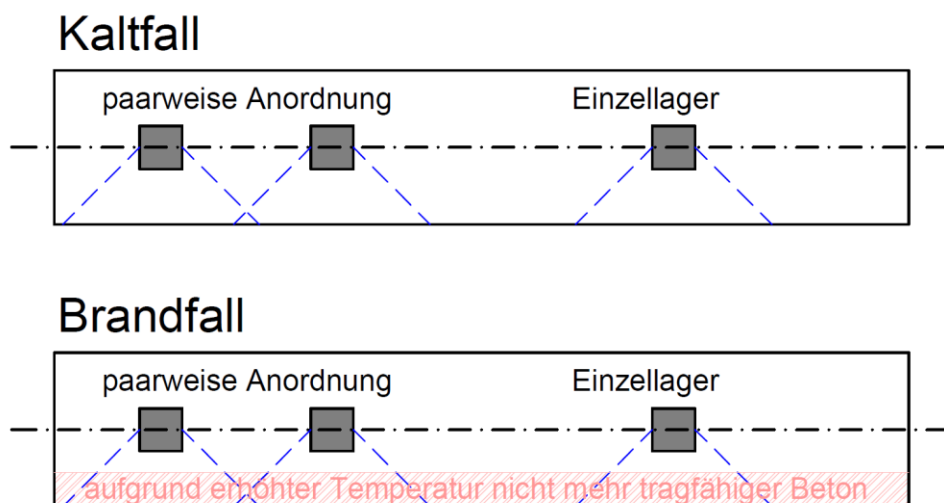 Kaltfall
paarweise Anordnung Einzellager
Brandfall
paarweise Anordnung Einzellager
aufgrund erhöhter Temperatur nicht mehr tragfähiger Beton